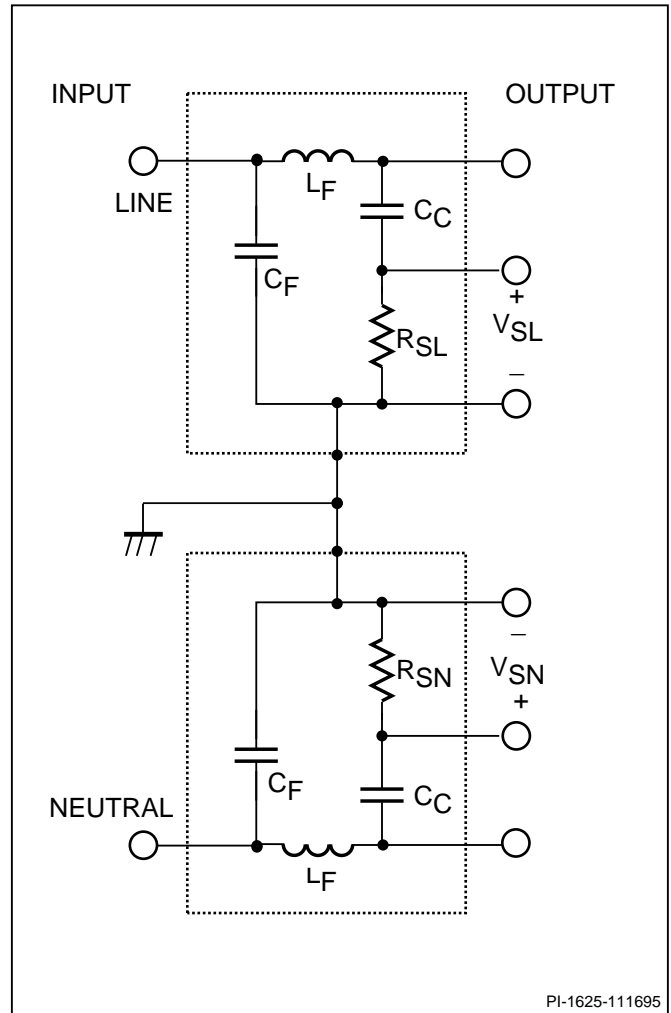 INPUT OUTPUT
LINE
LF
CC
CF
+
VSL
RSL
–
–
RSN
VSN
+
CF
CC
NEUTRAL
LF
PI-1625-111695